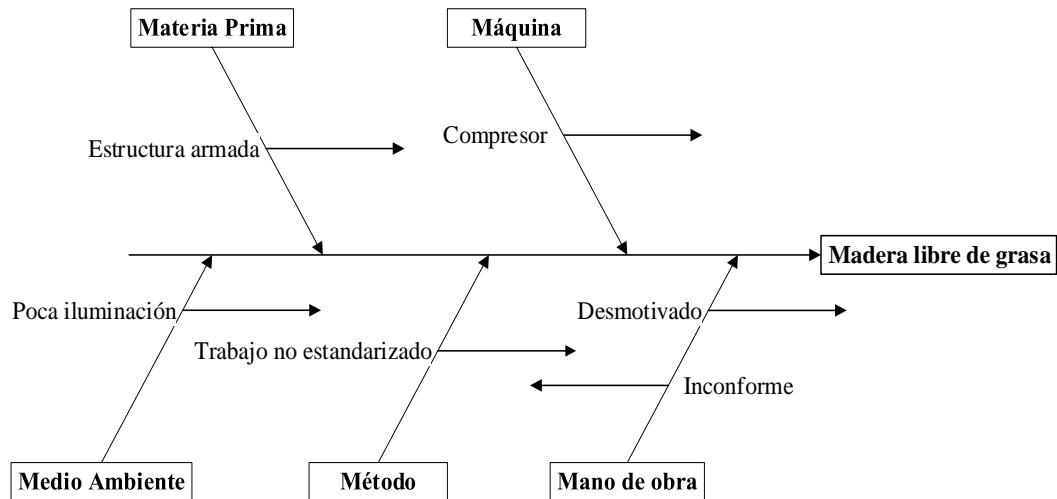 Materia Prima
Máquina
Estructura armada
Compresor
Madera libre de grasa
Poca iluminación
Desmotivado
Trabajo no estandarizado
Inconforme
Medio Ambiente
Método
Mano de obra